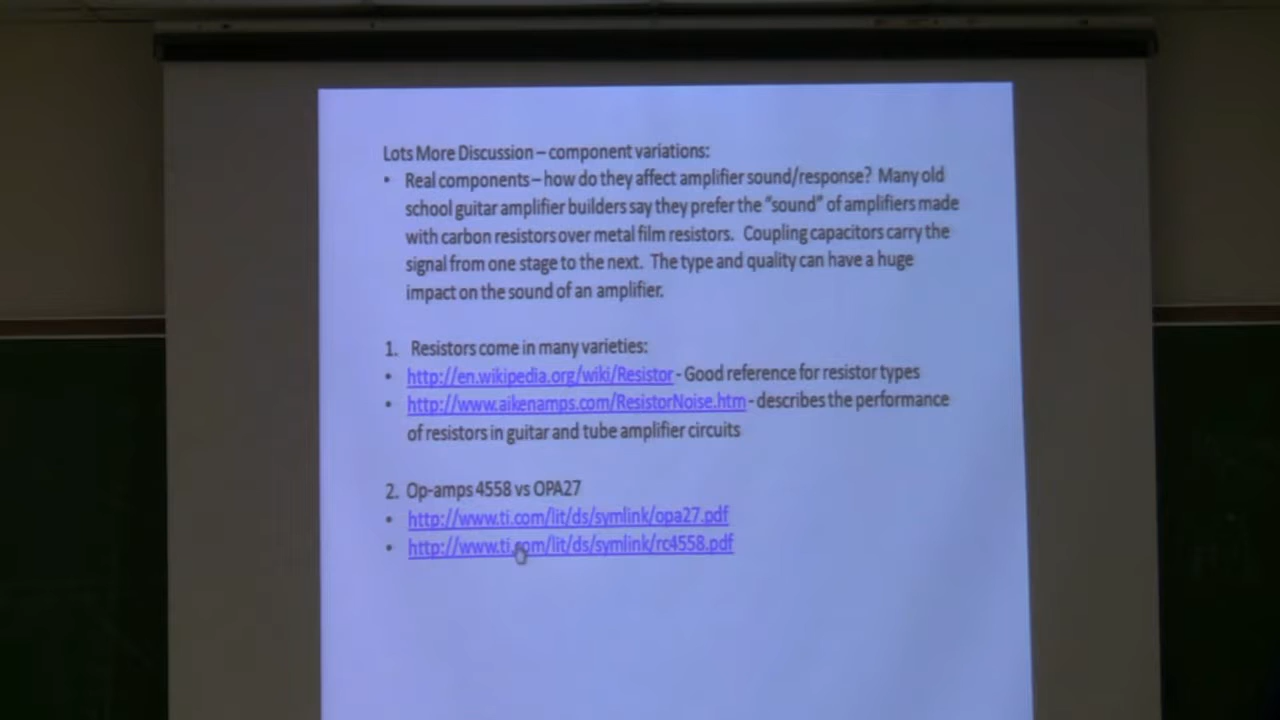 Lots More Discussion – component variations:
• Real components – how do they affect amplifier sound/response? Many old
school guitar amplifier builders say they prefer the “sound” of amplifiers made
with carbon resistors over metal film resistors. Coupling capacitors carry the
signal from one stage to the next. The type and quality can have a huge
impact on the sound of an amplifier.
1. Resistors come in many varieties:
• http://en.wikipedia.org/wiki/Resistor - Good reference for resistor types
• http://www.aikenamps.com/ResistorNoise.htm - describes the performance
of resistors in guitar and tube amplifier circuits
2. Op-amps 4558 vs OPA27
• http://www.ti.com/lit/ds/symlink/opa27.pdf
• http://www.ti.com/lit/ds/symlink/rc4558.pdf